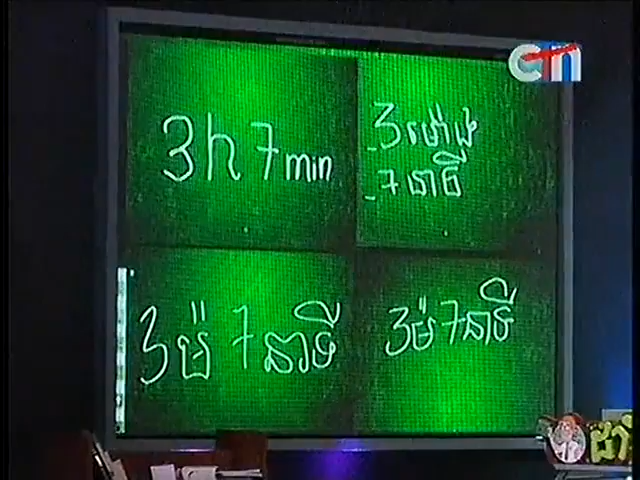 CTN
3h 7min
3 ម៉ោង
7 នាទី
3ម៉ 7នាទី
3ម៉ 7នាទី